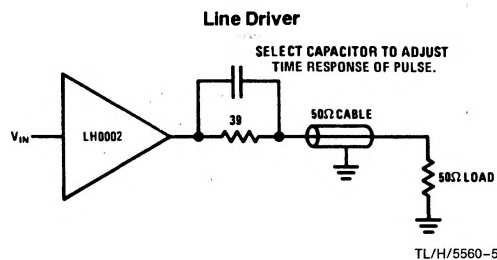 Line Driver
SELECT CAPACITOR TO ADJUST
TIME RESPONSE OF PULSE.
39
50Ω CABLE
V_IN
LH0002
50Ω LOAD
TL/H/5560-5